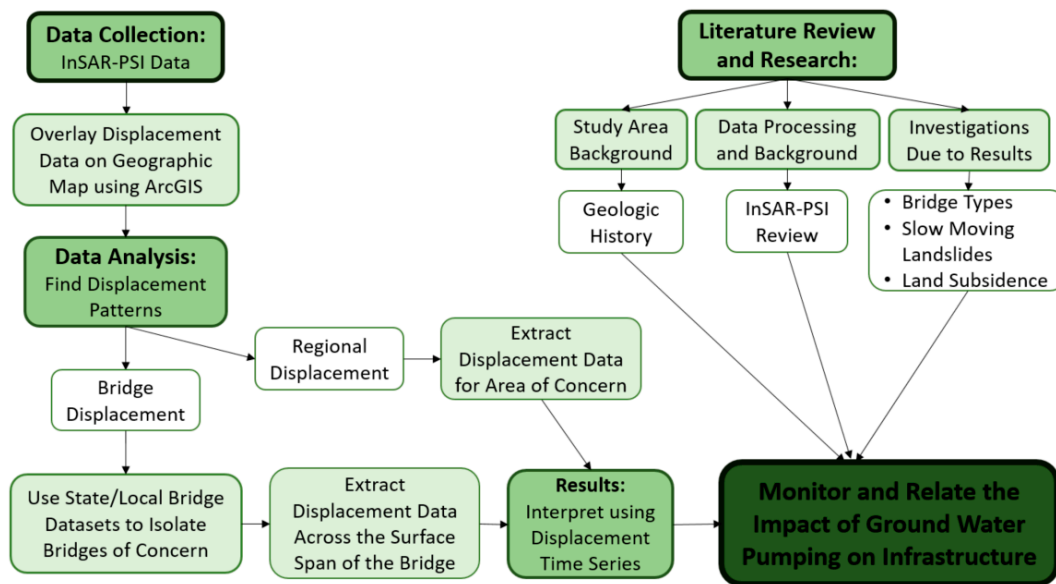 Data Collection:
InSAR-PSI Data
Overlay Displacement
Data on Geographic
Map using ArcGIS
Data Analysis:
Find Displacement
Patterns
Bridge
Displacement
Regional
Displacement
Extract
Displacement Data
for Area of Concern
Use State/Local Bridge
Datasets to Isolate
Bridges of Concern
Extract
Displacement Data
Across the Surface
Span of the Bridge
Results:
Interpret using
Displacement
Time Series
Literature Review
and Research:
Study Area
Background
Data Processing
and Background
Investigations
Due to Results
Geologic
History
InSAR-PSI
Review
• Bridge Types
• Slow Moving
Landslides
• Land Subsidence
Monitor and Relate the
Impact of Ground Water
Pumping on Infrastructure